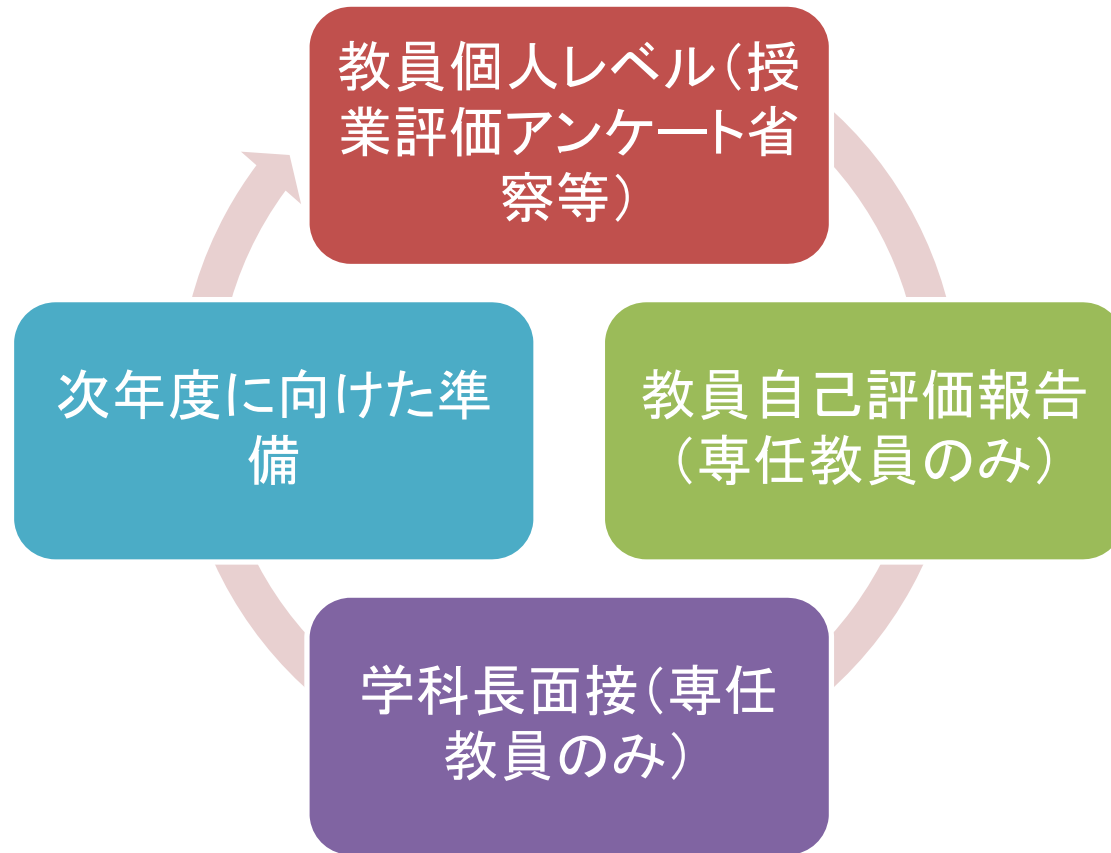 教員個人レベル（授
業評価アンケート省
察等）
教員自己評価報告
（専任教員のみ）
学科長面接（専任
教員のみ）
次年度に向けた準
備